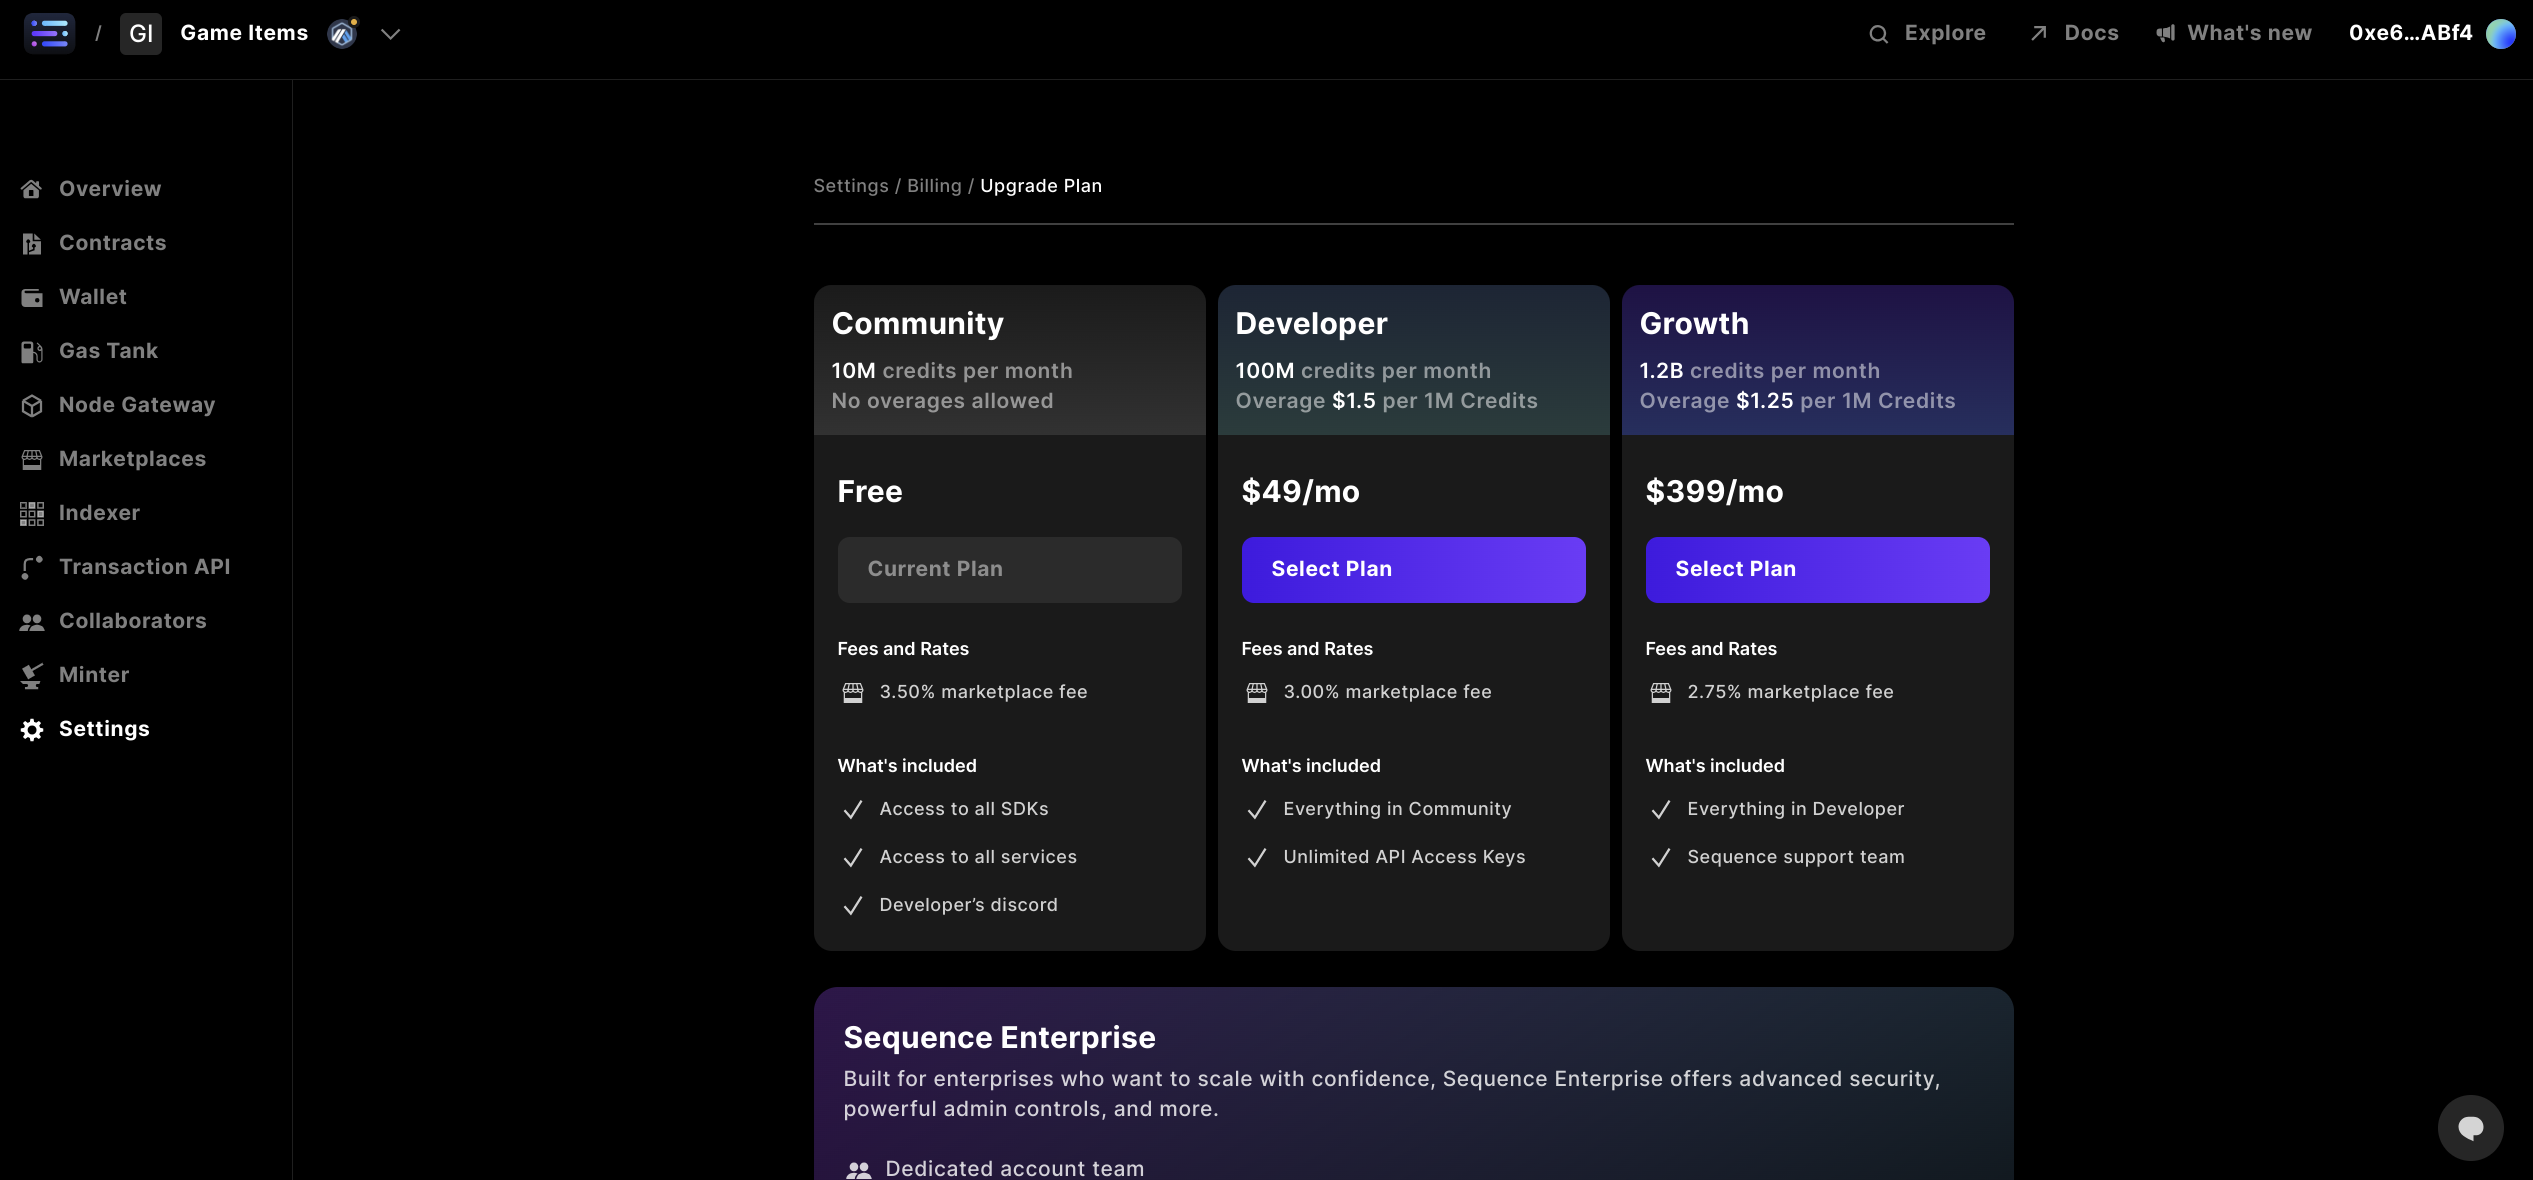 / GI Game Items
Explore
Docs
What's new
0xe6...ABf4
Overview
Contracts
Wallet
Gas Tank
Node Gateway
Marketplaces
Indexer
Transaction API
Collaborators
Minter
Settings
Settings / Billing / Upgrade Plan
Community
10M credits per month
No overages allowed
Free
Current Plan
Fees and Rates
3.50% marketplace fee
What's included
Access to all SDKs
Access to all services
Developer’s discord
Developer
100M credits per month
Overage $1.5 per 1M Credits
$49/mo
Select Plan
Fees and Rates
3.00% marketplace fee
What's included
Everything in Community
Unlimited API Access Keys
Growth
1.2B credits per month
Overage $1.25 per 1M Credits
$399/mo
Select Plan
Fees and Rates
2.75% marketplace fee
What's included
Everything in Developer
Sequence support team
Sequence Enterprise
Built for enterprises who want to scale with confidence, Sequence Enterprise offers advanced security,
powerful admin controls, and more.
Dedicated account team